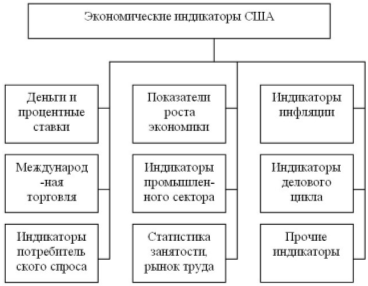 Экономические индикаторы США
Деньги и
процентные
ставки
Показатели
роста
экономики
Индикаторы
инфляции
Международ
-ная
торговля
Индикаторы
промышлен-
ного сектора
Индикаторы
делового
цикла
Индикаторы
потребитель
ского спроса
Статистика
занятости,
рынок труда
Прочие
индикаторы